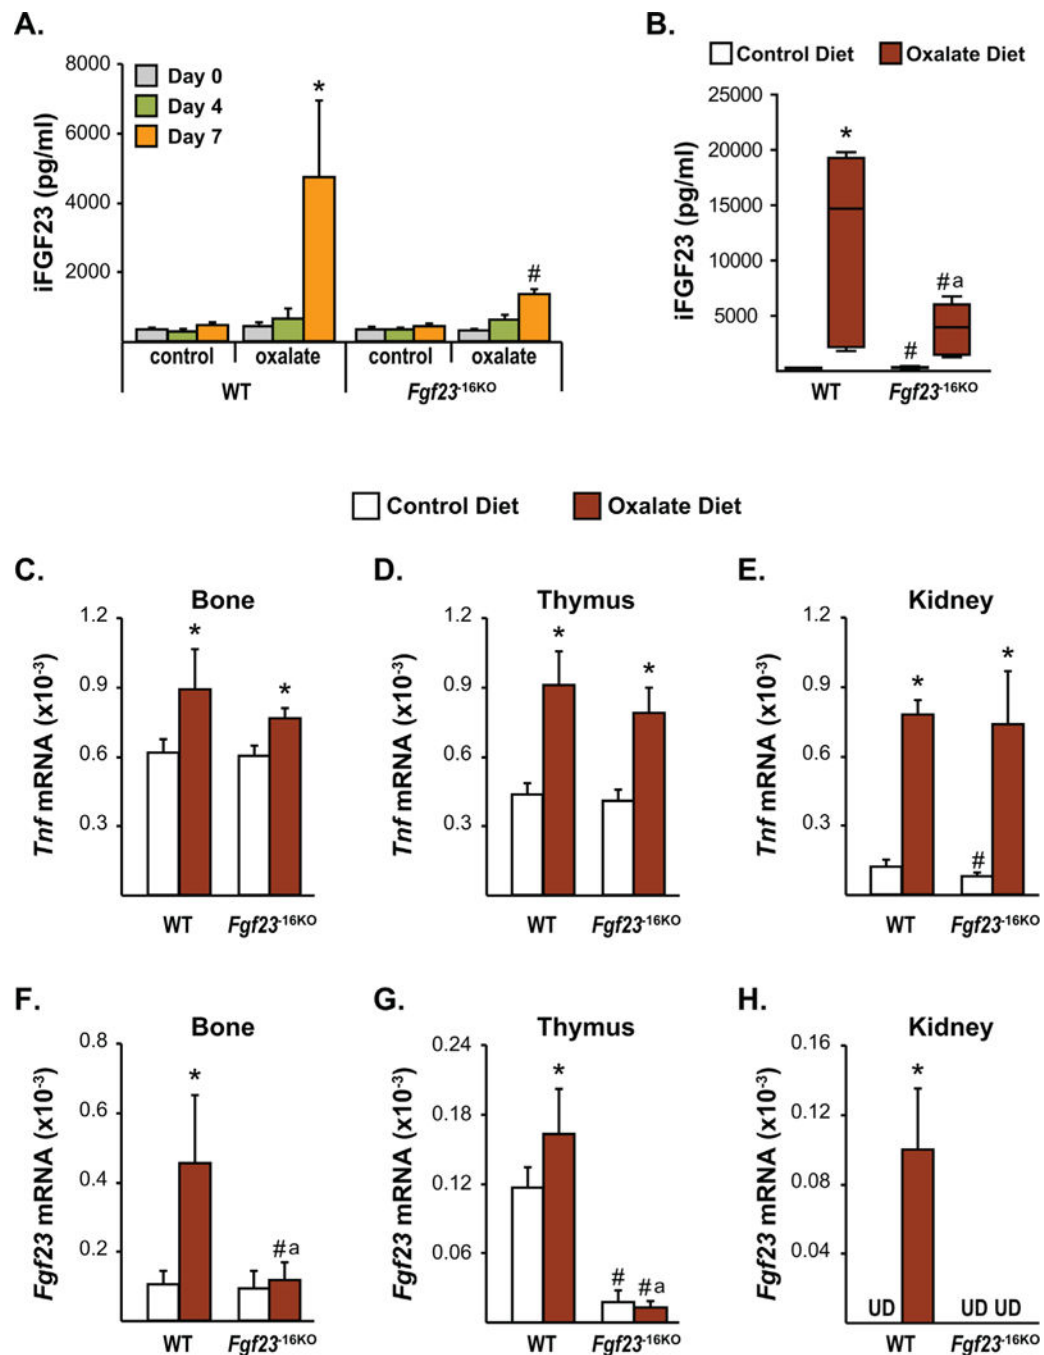 A.
iFGF23 (pg/ml)
8000
6000
4000
2000
Day 0
Day 4
Day 7
*
#
control
oxalate
control
oxalate
WT
Fgf23-16KO
B.
Control Diet
Oxalate Diet
iFGF23 (pg/ml)
25000
20000
15000
10000
5000
*
#
#a
WT
Fgf23-16KO
Control Diet
Oxalate Diet
C.
Bone
Tnf mRNA (x10-3)
1.2
0.9
0.6
0.3
*
*
WT
Fgf23-16KO
D.
Thymus
Tnf mRNA (x10-3)
1.2
0.9
0.6
0.3
*
*
WT
Fgf23-16KO
E.
Kidney
Tnf mRNA (x10-3)
1.2
0.9
0.6
0.3
*
#
*
WT
Fgf23-16KO
F.
Bone
Fgf23 mRNA (x10-3)
0.8
0.6
0.4
0.2
*
#a
WT
Fgf23-16KO
G.
Thymus
Fgf23 mRNA (x10-3)
0.24
0.18
0.12
0.06
*
#
#a
WT
Fgf23-16KO
H.
Kidney
Fgf23 mRNA (x10-3)
0.16
0.12
0.08
0.04
*
UD
UD UD
WT
Fgf23-16KO